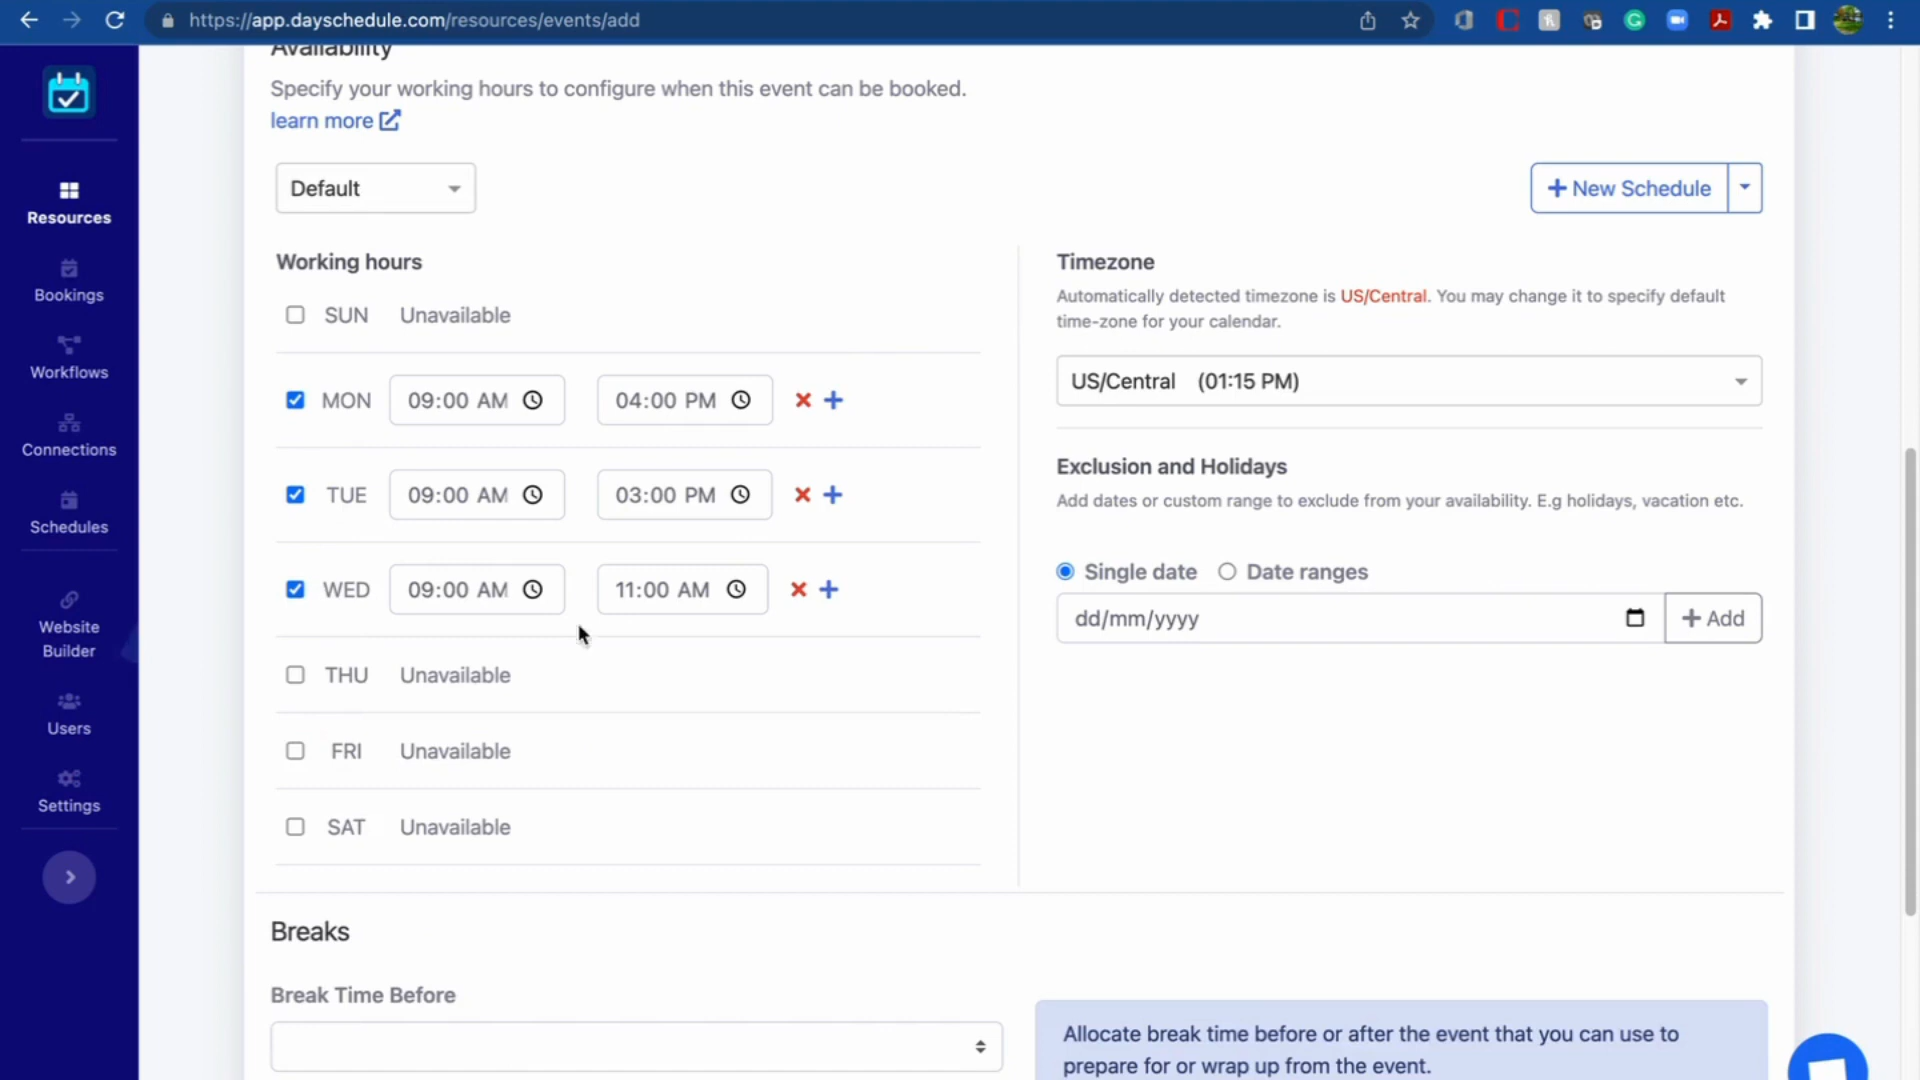 https://app.dayschedule.com/resources/events/add
Availability
Specify your working hours to configure when this event can be booked.
learn more
Default
New Schedule
Resources
Bookings
Workflows
Connections
Schedules
Website
Builder
Users
Settings
Working hours
SUN Unavailable
MON 09:00 AM 04:00 PM
TUE 09:00 AM 03:00 PM
WED 09:00 AM 11:00 AM
THU Unavailable
FRI Unavailable
SAT Unavailable
Timezone
Automatically detected timezone is US/Central. You may change it to specify default
time-zone for your calendar.
US/Central (01:15 PM)
Exclusion and Holidays
Add dates or custom range to exclude from your availability. E.g holidays, vacation etc.
Single date Date ranges
dd/mm/yyyy Add
Breaks
Break Time Before
Allocate break time before or after the event that you can use to
prepare for or wrap up from the event.